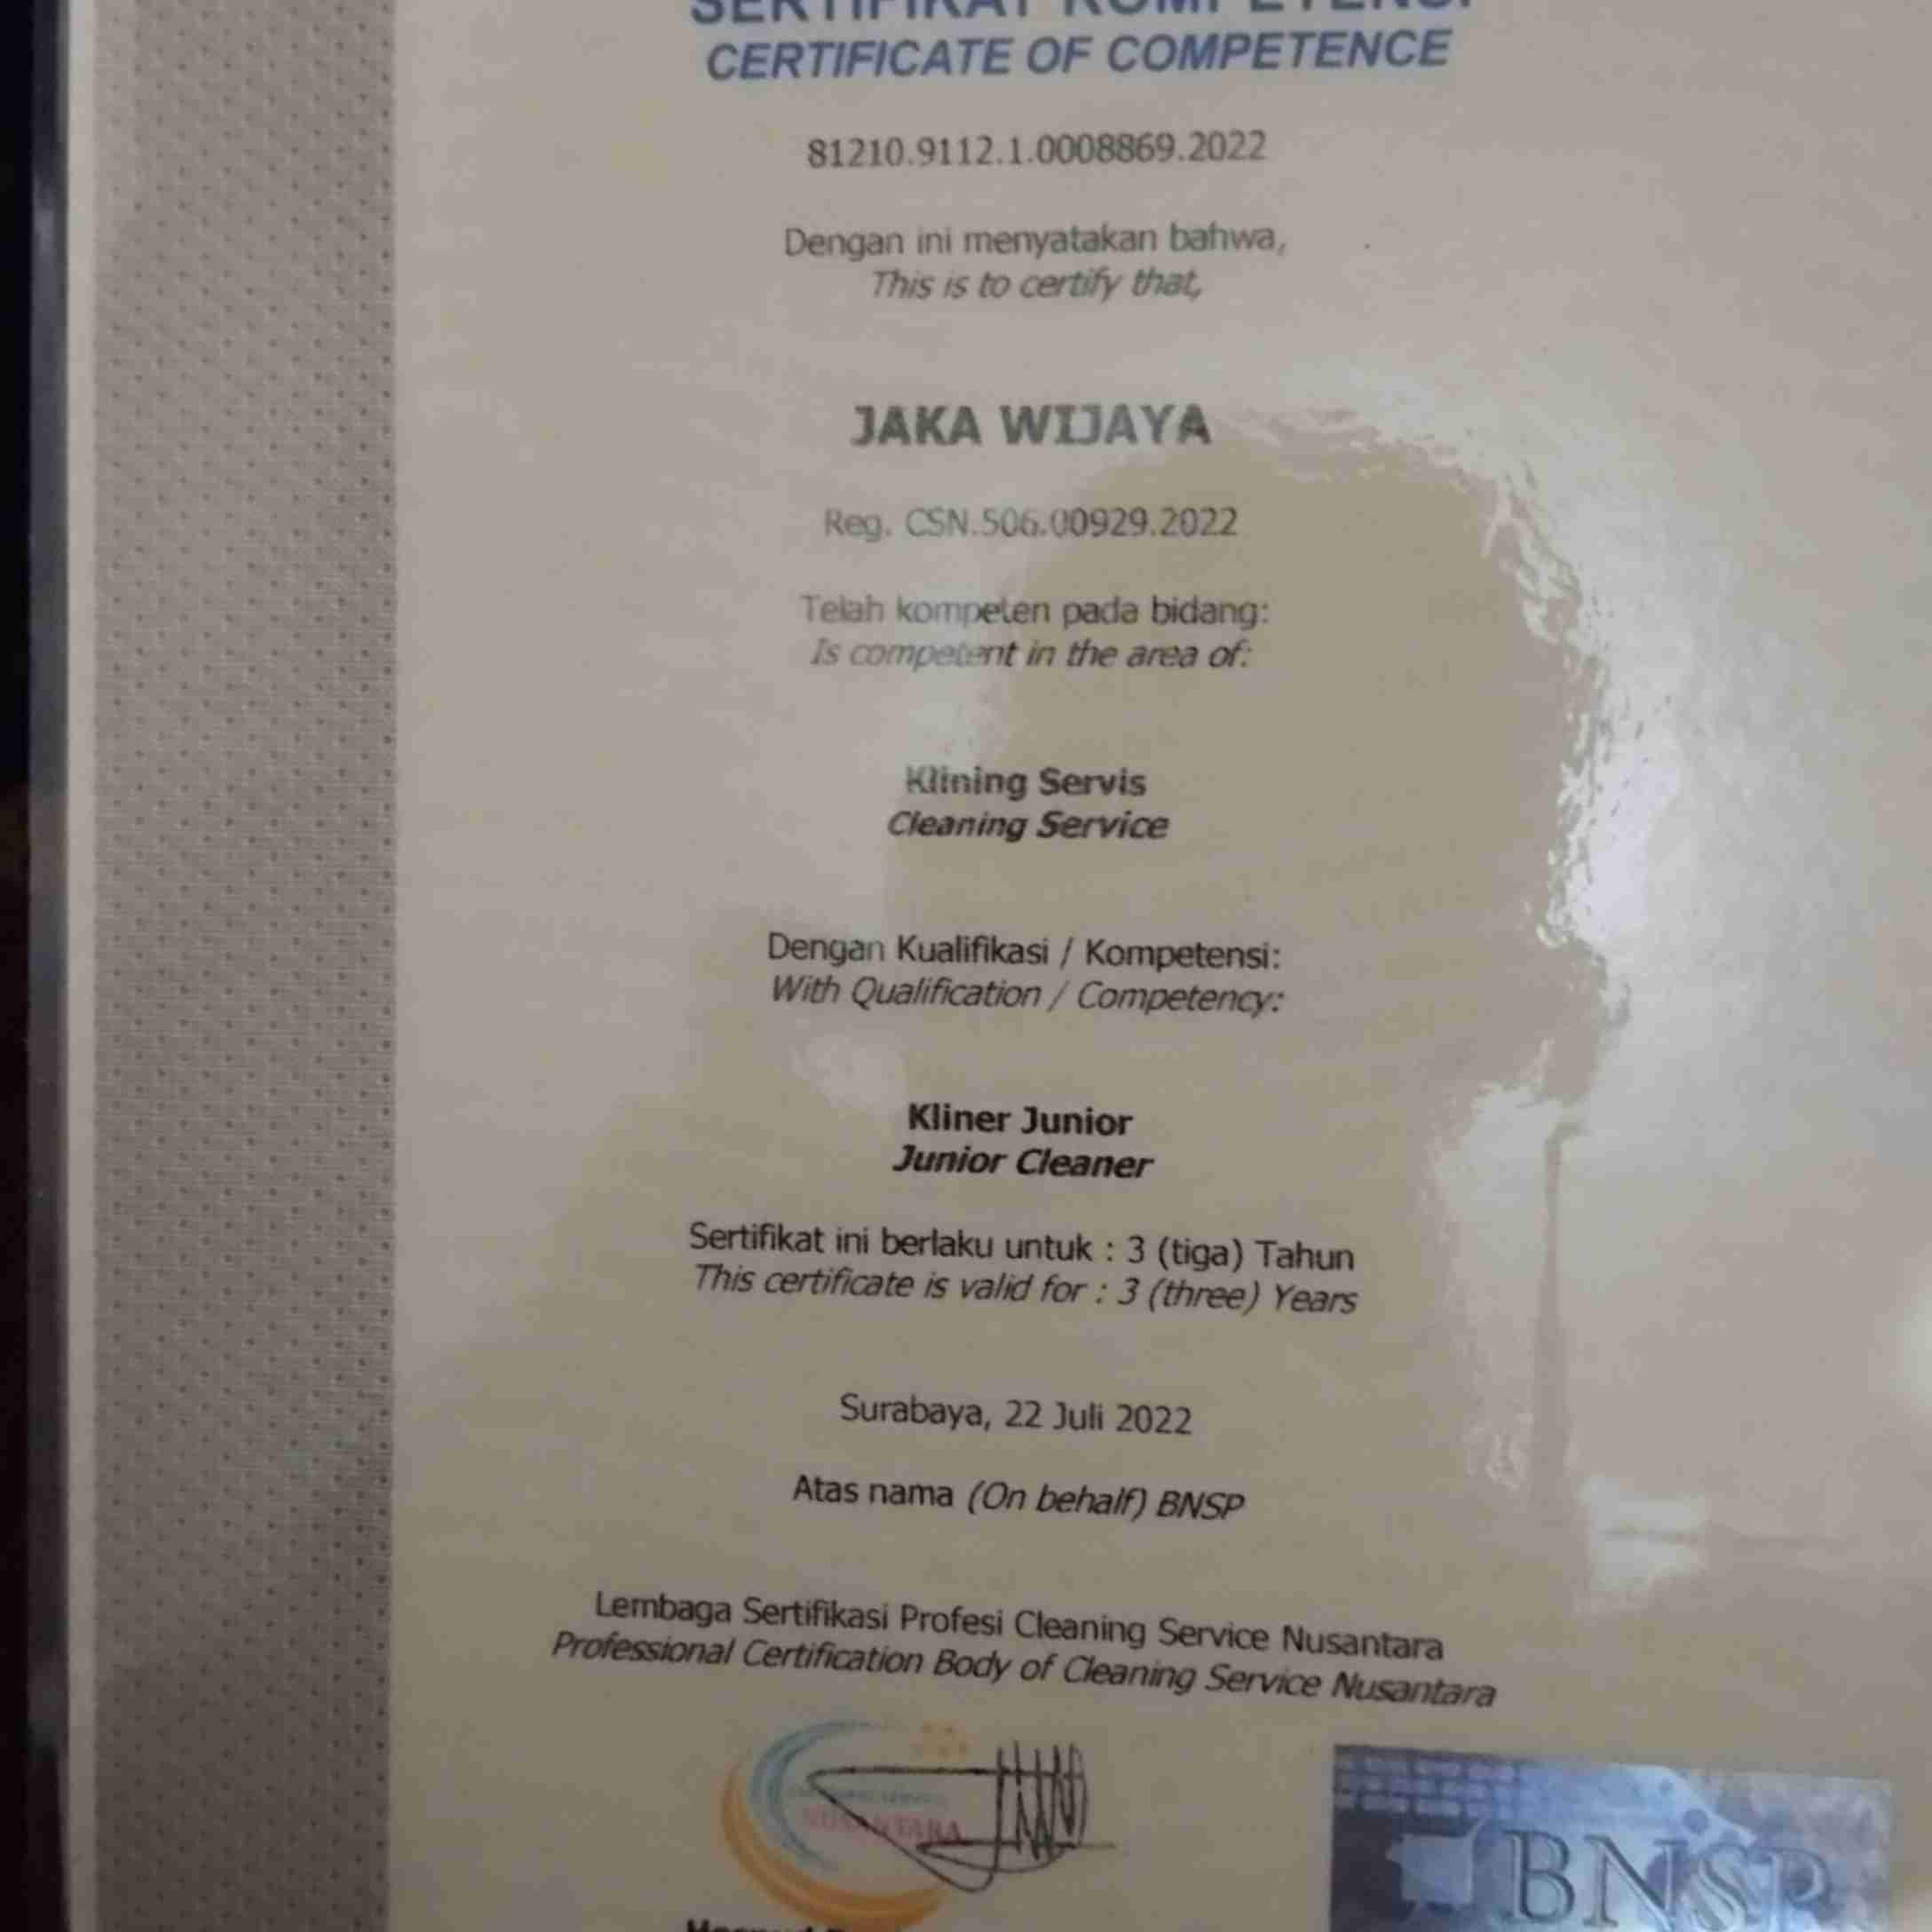 SERTIFIKAT KOMPETENSI
CERTIFICATE OF COMPETENCE
81210.9112.1.0008869.2022
Dengan ini menyatakan bahwa,
This is to certify that,
JAKA WIJAYA
Reg. CSN.506.00929.2022
Telah kompeten pada bidang:
Is competent in the area of:
Klining Servis
Cleaning Service
Dengan Kualifikasi / Kompetensi:
With Qualification / Competency:
Kliner Junior
Junior Cleaner
Sertifikat ini berlaku untuk : 3 (tiga) Tahun
This certificate is valid for : 3 (three) Years
Surabaya, 22 Juli 2022
Atas nama (On behalf) BNSP
Lembaga Sertifikasi Profesi Cleaning Service Nusantara
Professional Certification Body of Cleaning Service Nusantara
NUSANTARA
BNSP